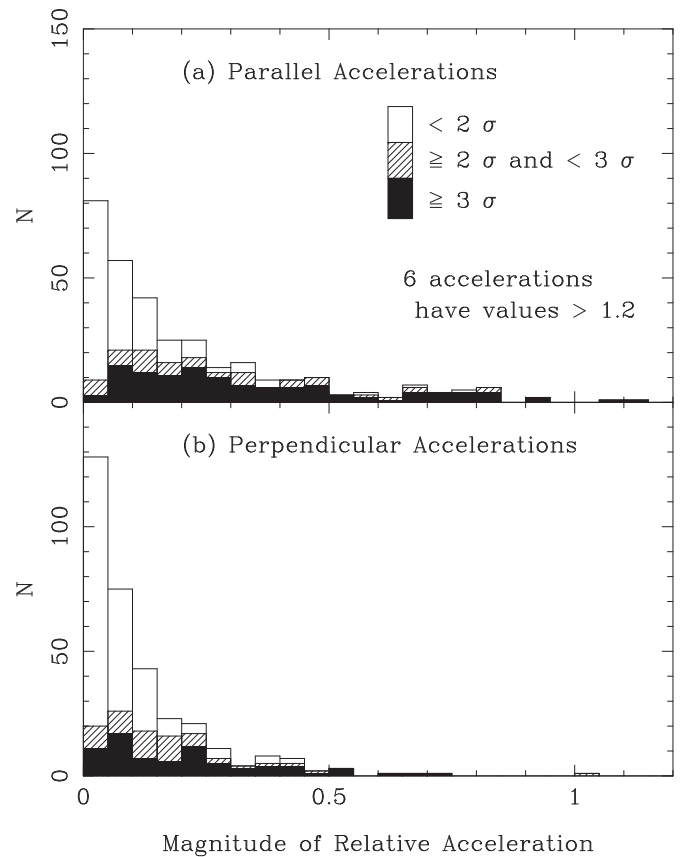 150
(a) Parallel Accelerations
< 2 σ
≧ 2 σ and < 3 σ
≧ 3 σ
100
N
50
6 accelerations
have values > 1.2
0
(b) Perpendicular Accelerations
100
N
50
0
0 0.5 1
Magnitude of Relative Acceleration